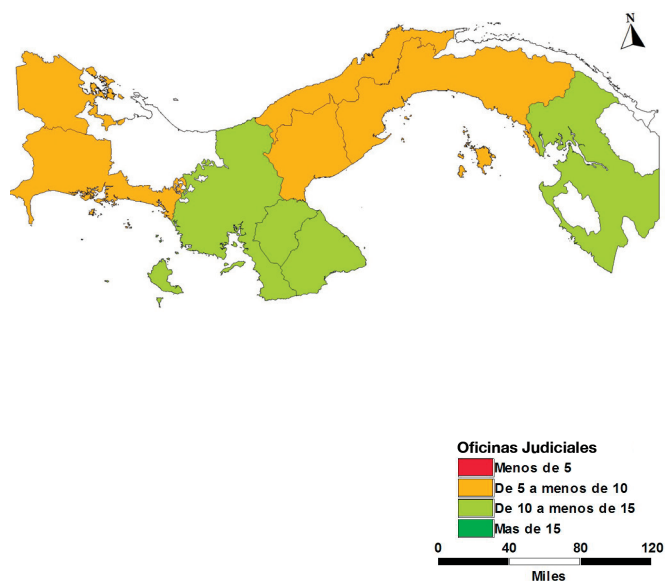 N
Oficinas Judiciales
Menos de 5
De 5 a menos de 10
De 10 a menos de 15
Mas de 15
0 40 80 120
Miles